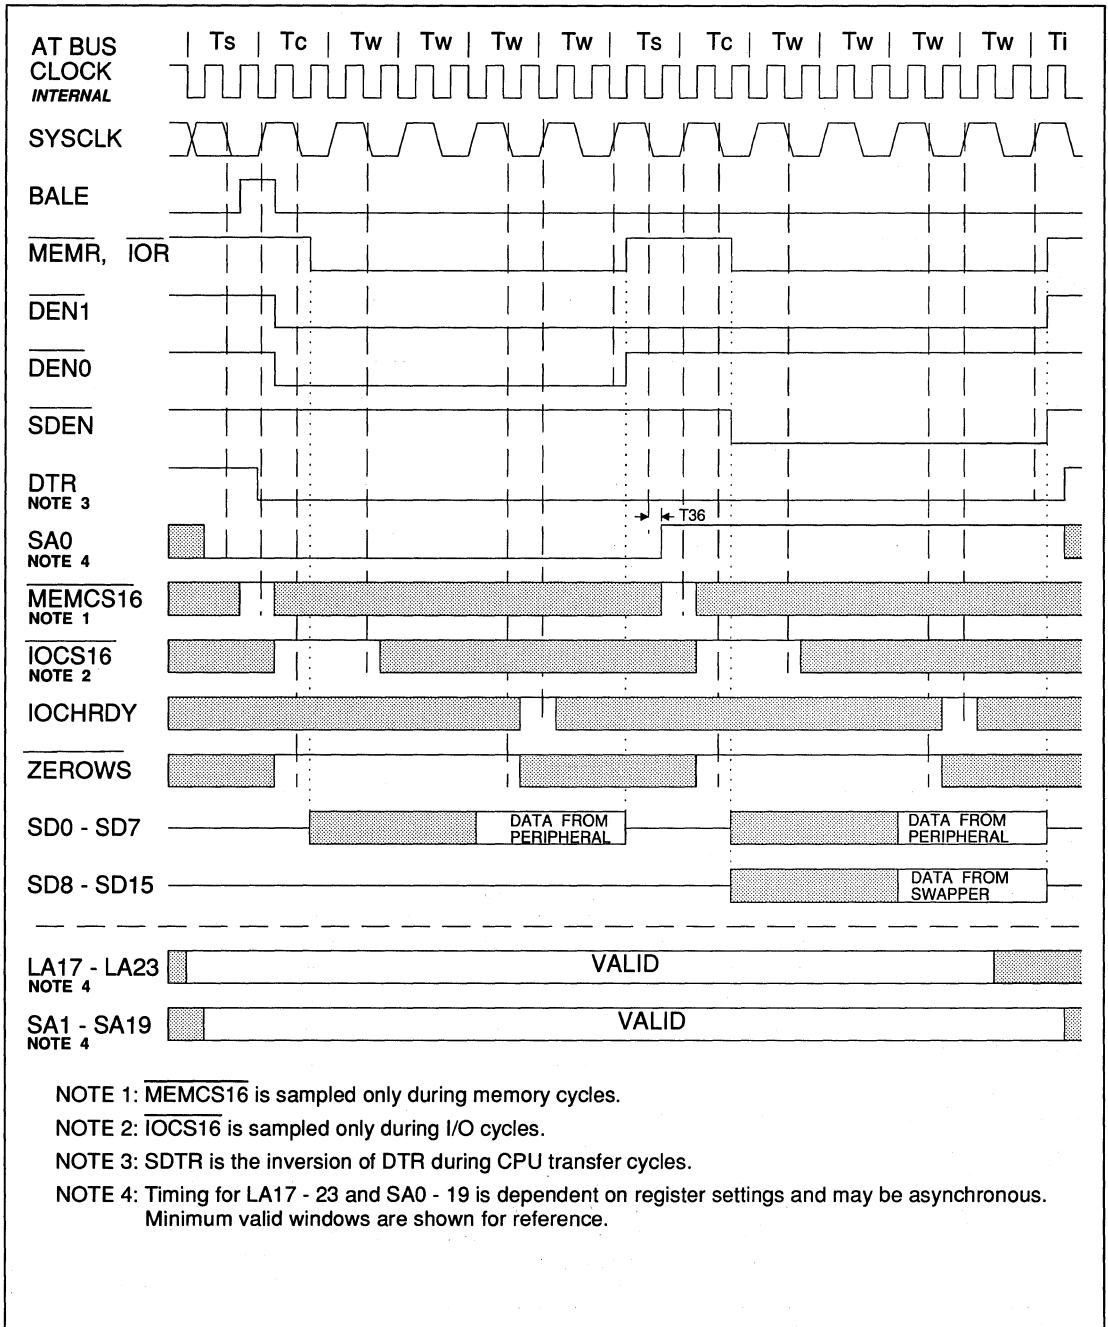 AT BUS | Ts | Tc | Tw | Tw | Tw | Tw | Ts | Tc | Tw | Tw | Tw | Tw | Ti
CLOCK
INTERNAL
SYSCLK
BALE
MEMR, IOR
DEN1
DEN0
SDEN
DTR
NOTE 3
T36
SA0
NOTE 4
MEMCS16
NOTE 1
IOCS16
NOTE 2
IOCHRDY
ZEROWS
SD0 - SD7
DATA FROM
PERIPHERAL
DATA FROM
PERIPHERAL
SD8 - SD15
DATA FROM
SWAPPER
LA17 - LA23
NOTE 4
VALID
SA1 - SA19
NOTE 4
VALID
NOTE 1: MEMCS16 is sampled only during memory cycles.
NOTE 2: IOCS16 is sampled only during I/O cycles.
NOTE 3: SDTR is the inversion of DTR during CPU transfer cycles.
NOTE 4: Timing for LA17 - 23 and SA0 - 19 is dependent on register settings and may be asynchronous.
Minimum valid windows are shown for reference.